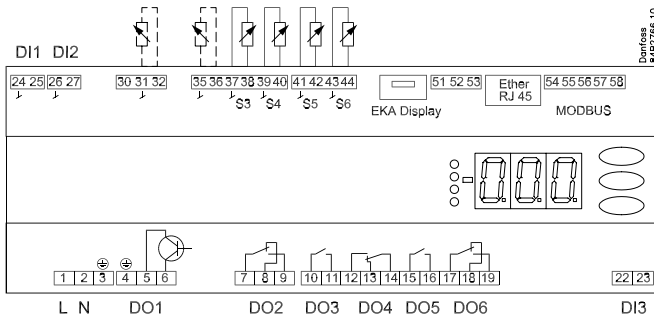 Danfoss
84B2766.10
DI1 DI2
24 25 26 27 30 31 32 35 36 37 38 39 40 41 42 43 44 51 52 53 Ether RJ 45 54 55 56 57 58
S3 S4 S5 S6
EKA Display
MODBUS
0.0.0
1 2 3 4 5 6 7 8 9 10 11 12 13 14 15 16 17 18 19 22 23
L N DO1 DO2 DO3 DO4 DO5 DO6 DI3